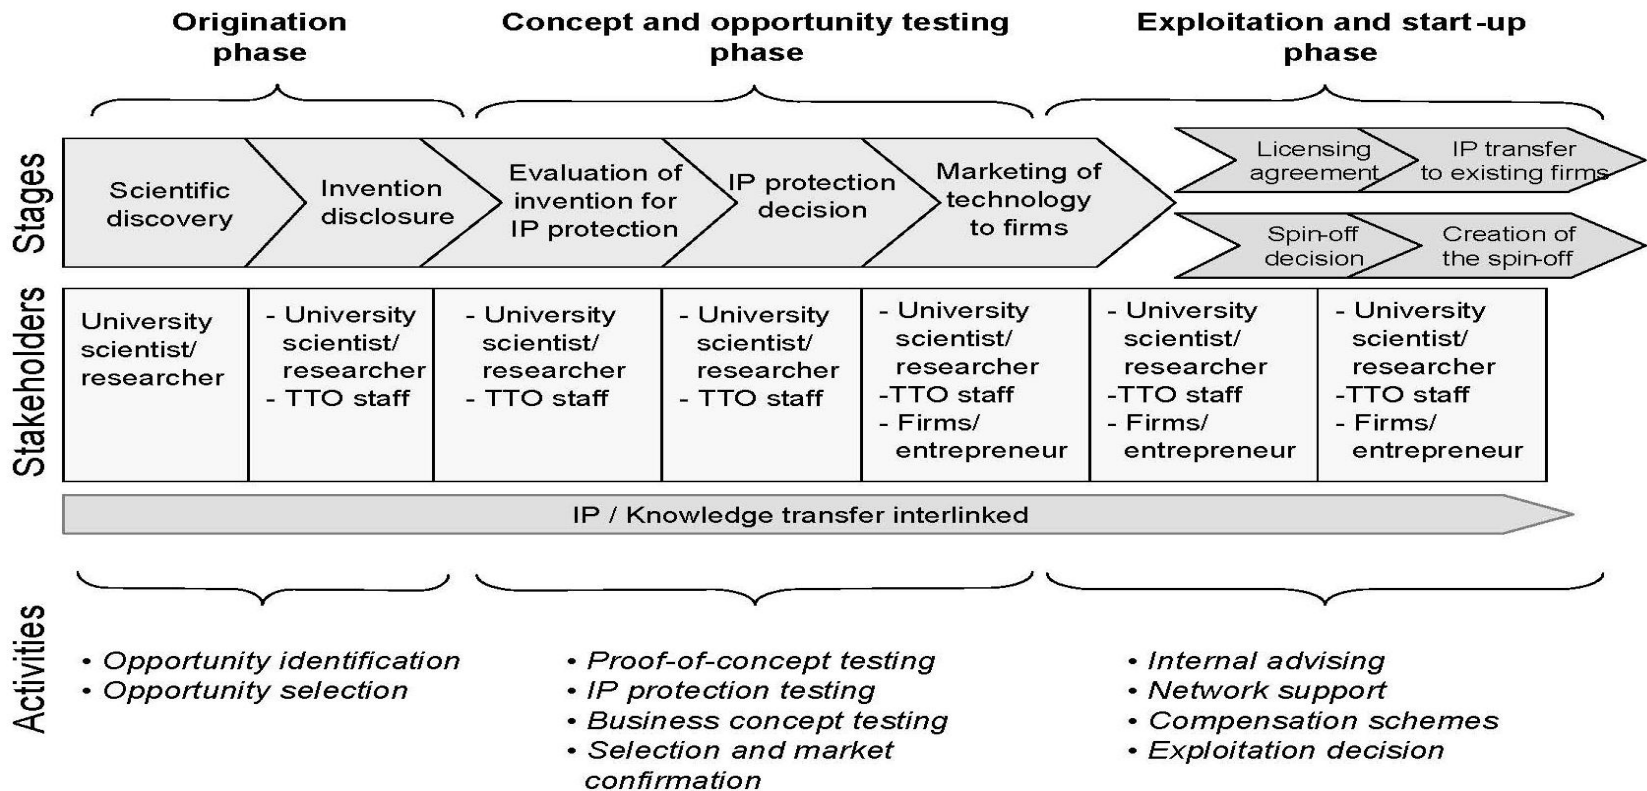 Origination
phase
Concept and opportunity testing
phase
Exploitation and start-up
phase
Stages
Scientific
discovery
Invention
disclosure
Evaluation of
invention for
IP protection
IP protection
decision
Marketing of
technology
to firms
Licensing
agreement
IP transfer
to existing firms
Spin-off
decision
Creation of
the spin-off
Stakeholders
University
scientist/
researcher
- University
scientist/
researcher
- TTO staff
- University
scientist/
researcher
- TTO staff
- University
scientist/
researcher
- TTO staff
- University
scientist/
researcher
-TTO staff
- Firms/
entrepreneur
- University
scientist/
researcher
-TTO staff
- Firms/
entrepreneur
- University
scientist/
researcher
-TTO staff
- Firms/
entrepreneur
IP / Knowledge transfer interlinked
Activities
• Opportunity identification
• Opportunity selection
• Proof-of-concept testing
• IP protection testing
• Business concept testing
• Selection and market
confirmation
• Internal advising
• Network support
• Compensation schemes
• Exploitation decision